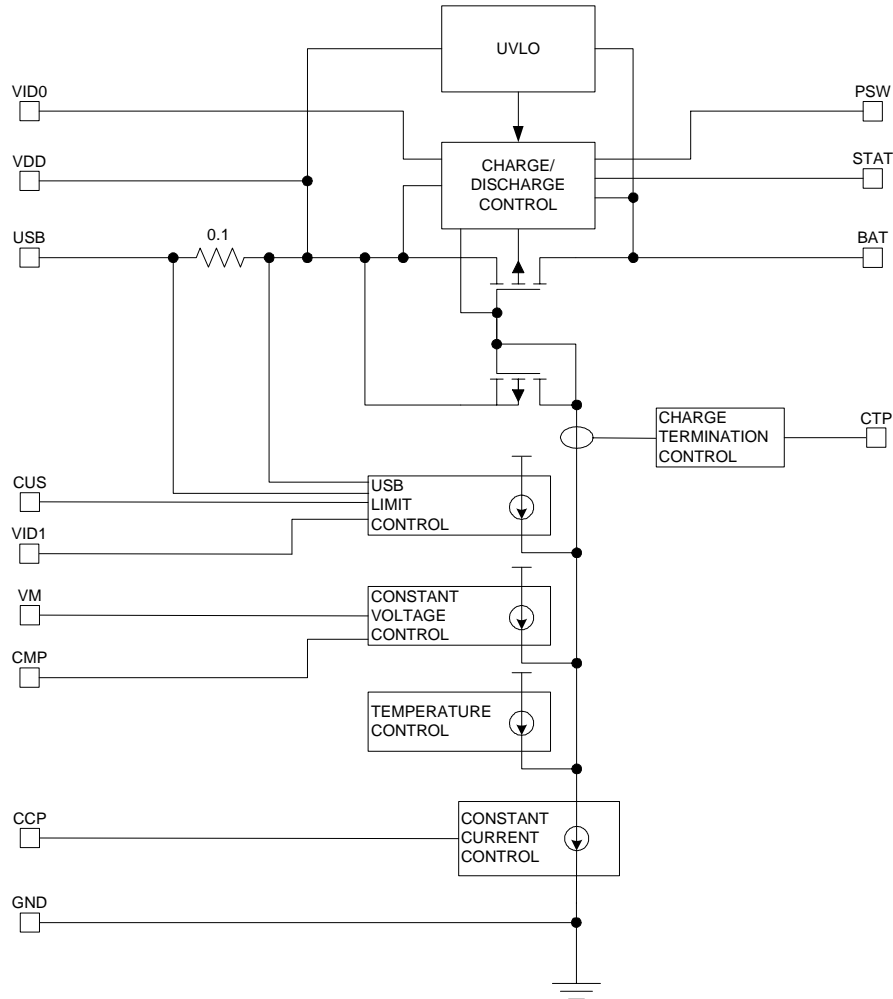 UVLO
VID0
PSW
VDD
CHARGE/
DISCHARGE
CONTROL
STAT
USB
0.1
BAT
CHARGE
TERMINATION
CONTROL
CTP
CUS
USB
LIMIT
CONTROL
VID1
VM
CONSTANT
VOLTAGE
CONTROL
CMP
TEMPERATURE
CONTROL
CCP
CONSTANT
CURRENT
CONTROL
GND